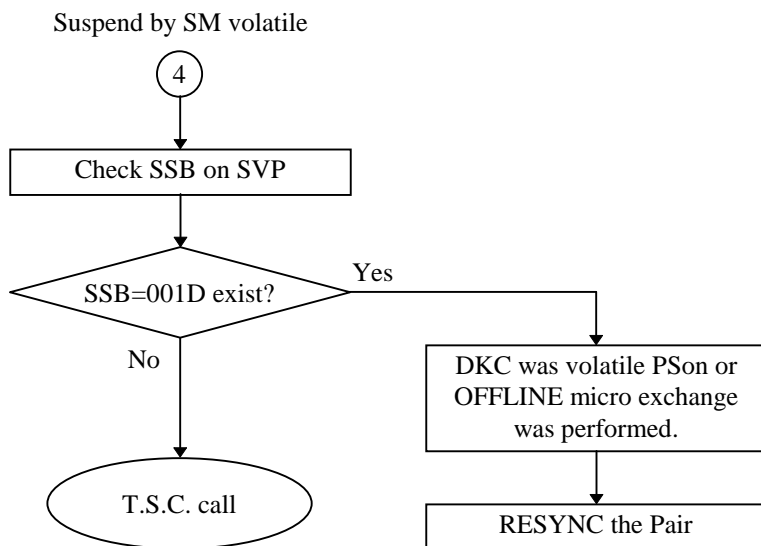 Suspend by SM volatile
4
Check SSB on SVP
SSB=001D exist?
Yes
No
DKC was volatile PSon or
OFFLINE micro exchange
was performed.
T.S.C. call
RESYNC the Pair